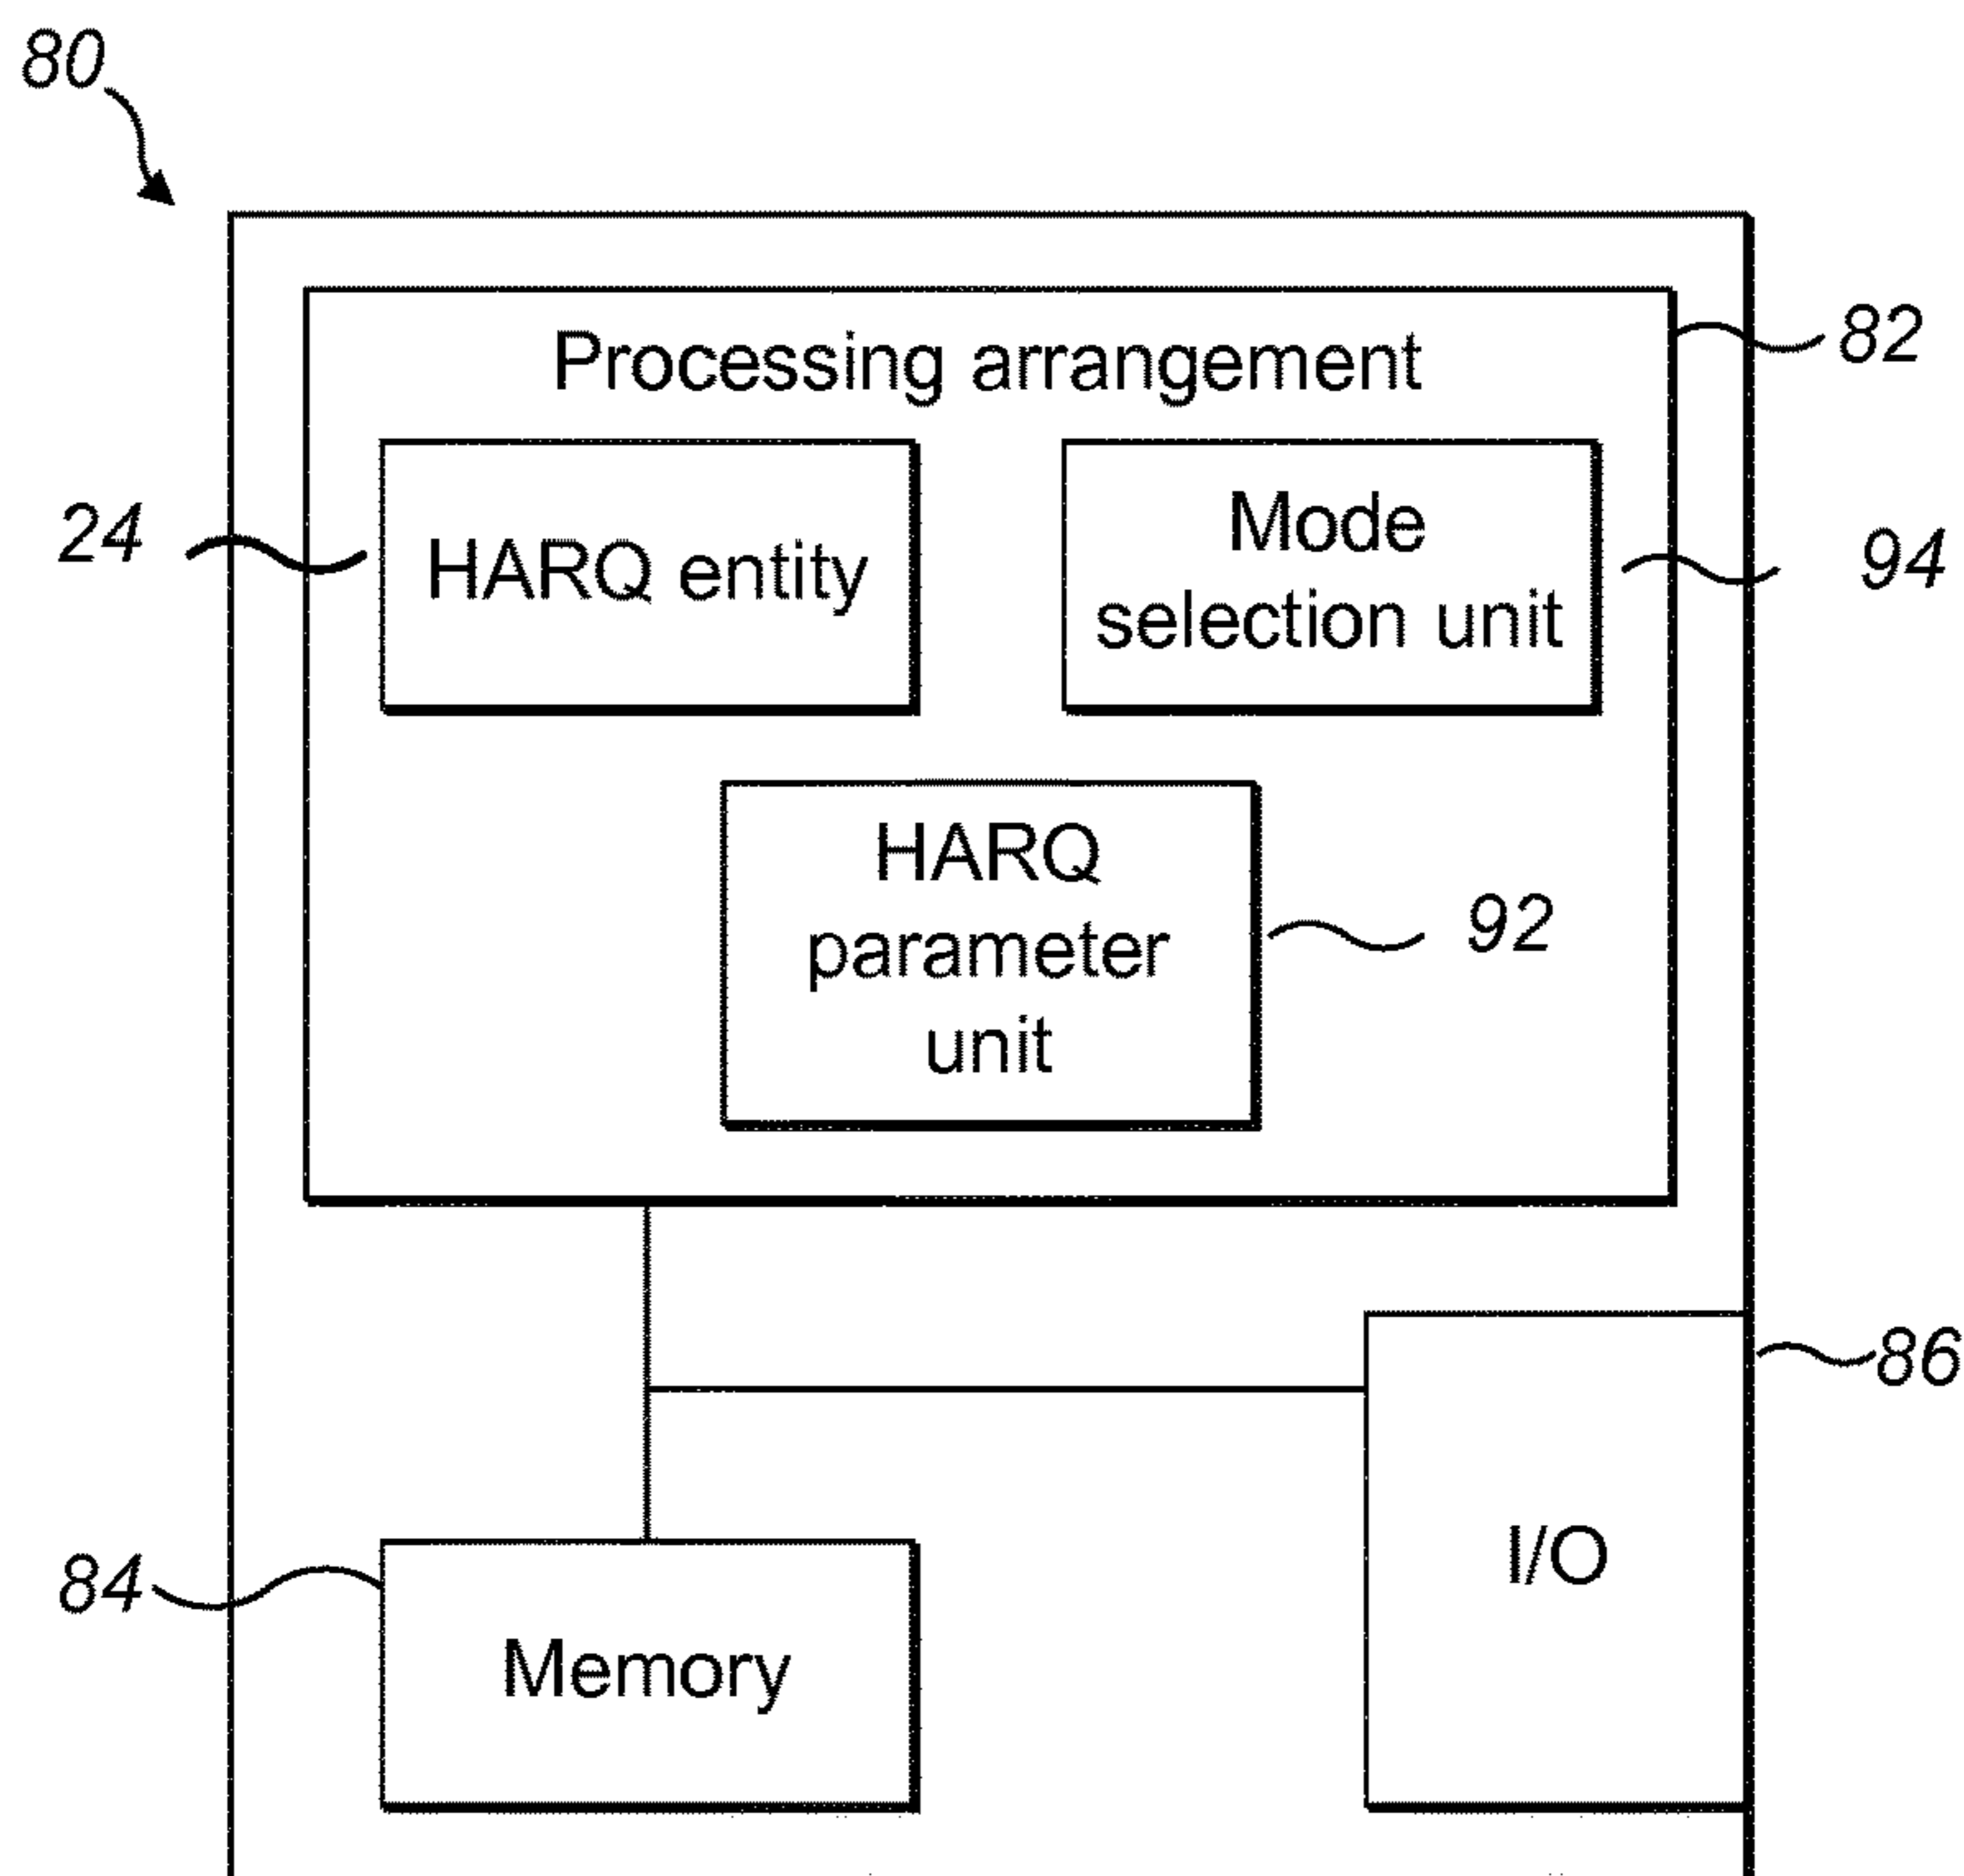 80
Processing arrangement
82
24
HARQ entity
Mode
selection unit
94
HARQ
parameter
unit
92
86
I/O
84
Memory